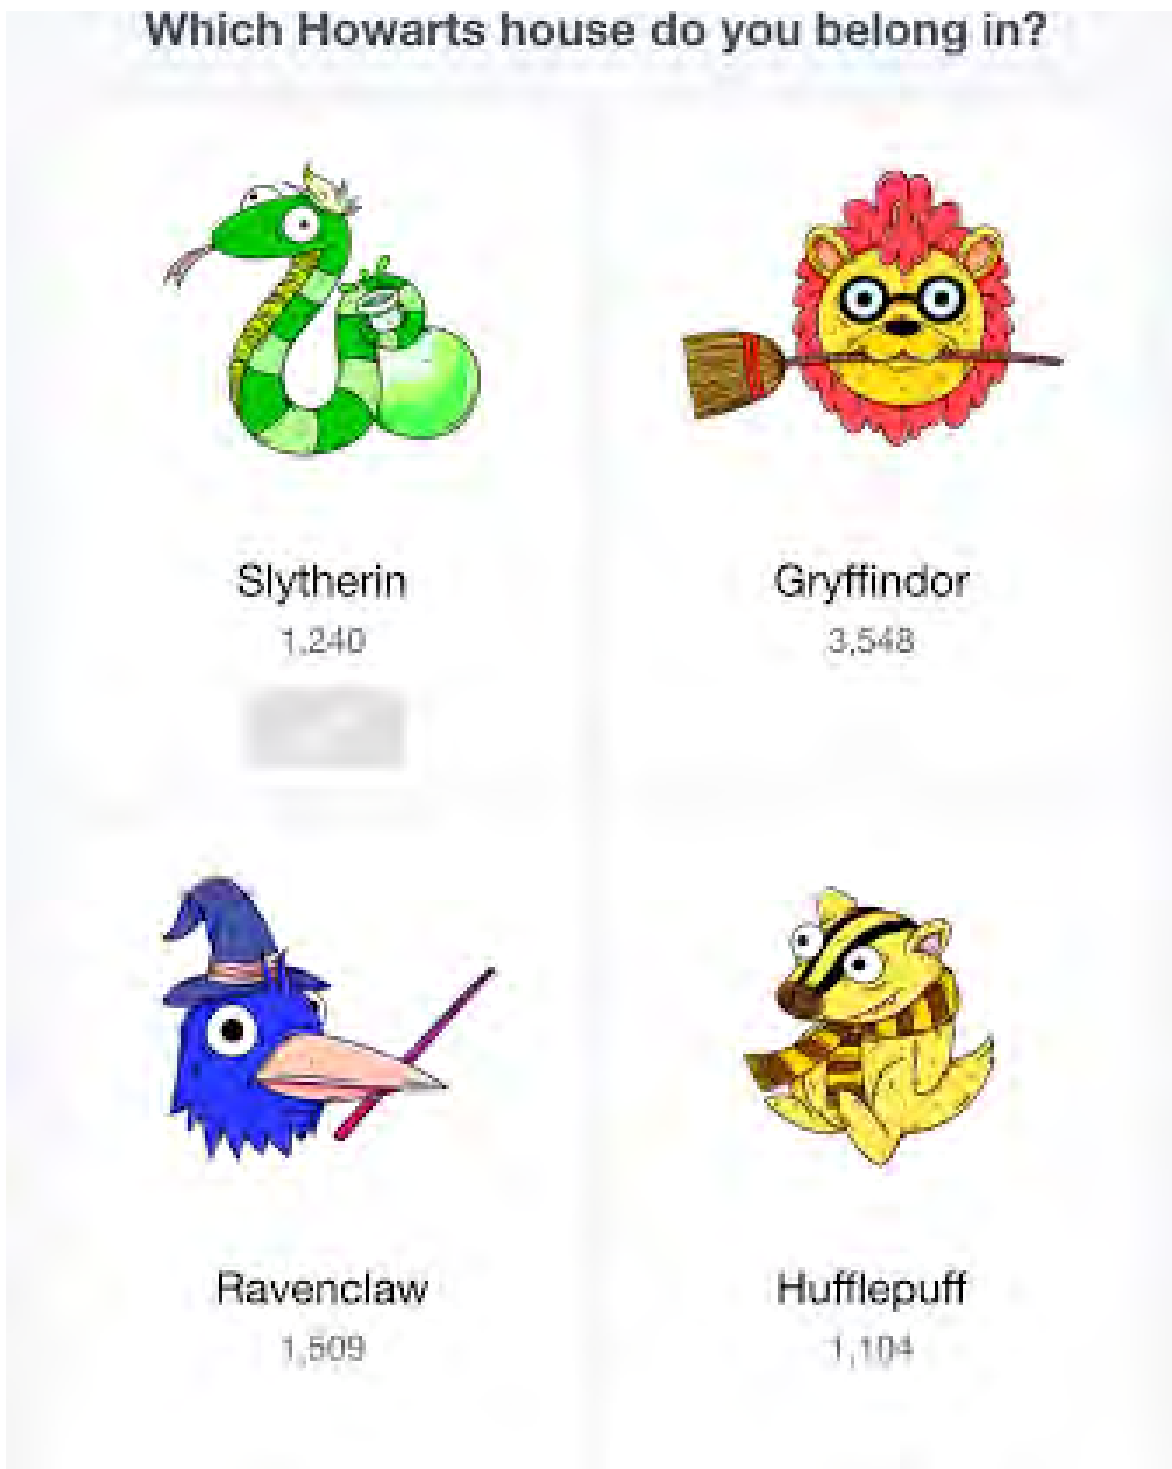 Which Howarts house do you belong in?
Slytherin
Gryffindor
1,240
3,548
Ravenclaw
Hufflepuff
1,509
1,104